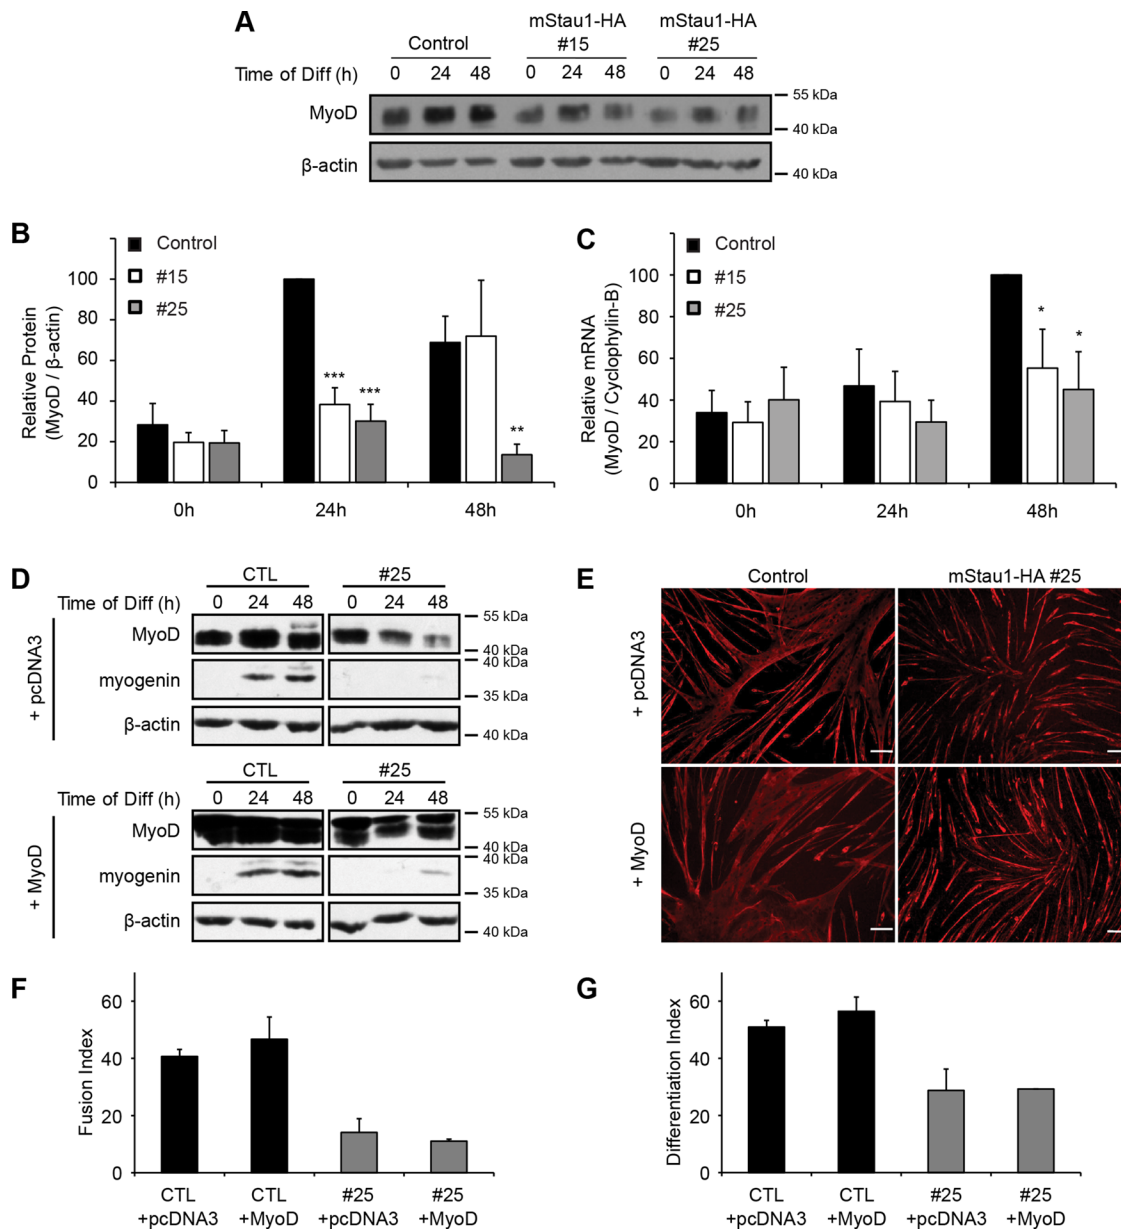 A
Control
mStau1-HA
#15
mStau1-HA
#25
Time of Diff (h) 0 24 48 0 24 48 0 24 48
MyoD
55 kDa
40 kDa
β-actin
40 kDa
B
Control
#15
#25
Relative Protein
(MyoD / β-actin)
100
80
60
40
20
0
***
***
**
0h 24h 48h
C
Control
#15
#25
Relative mRNA
(MyoD / Cyclophylin-B)
100
80
60
40
20
0
*
*
0h 24h 48h
D
CTL #25
Time of Diff (h) 0 24 48 0 24 48
+ pcDNA3
MyoD
55 kDa
40 kDa
myogenin
40 kDa
35 kDa
β-actin
40 kDa
CTL #25
Time of Diff (h) 0 24 48 0 24 48
+ MyoD
MyoD
55 kDa
40 kDa
myogenin
40 kDa
35 kDa
β-actin
40 kDa
E
Control mStau1-HA #25
+ pcDNA3
+ MyoD
F
Fusion Index
60
40
20
0
CTL CTL #25 #25
+pcDNA3 +MyoD +pcDNA3 +MyoD
G
Differentiation Index
60
40
20
0
CTL CTL #25 #25
+pcDNA3 +MyoD +pcDNA3 +MyoD